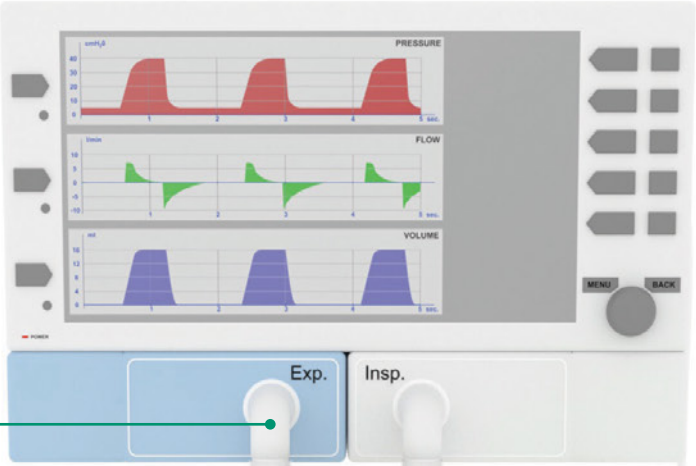 cmH₂0
PRESSURE
40
30
20
10
0
1
2
3
4
5
sec.
l/min
FLOW
10
5
0
-5
-10
1
2
3
4
5
sec.
ml
VOLUME
16
12
8
4
0
1
2
3
4
5
sec.
MENU
BACK
POWER
Exp.
Insp.